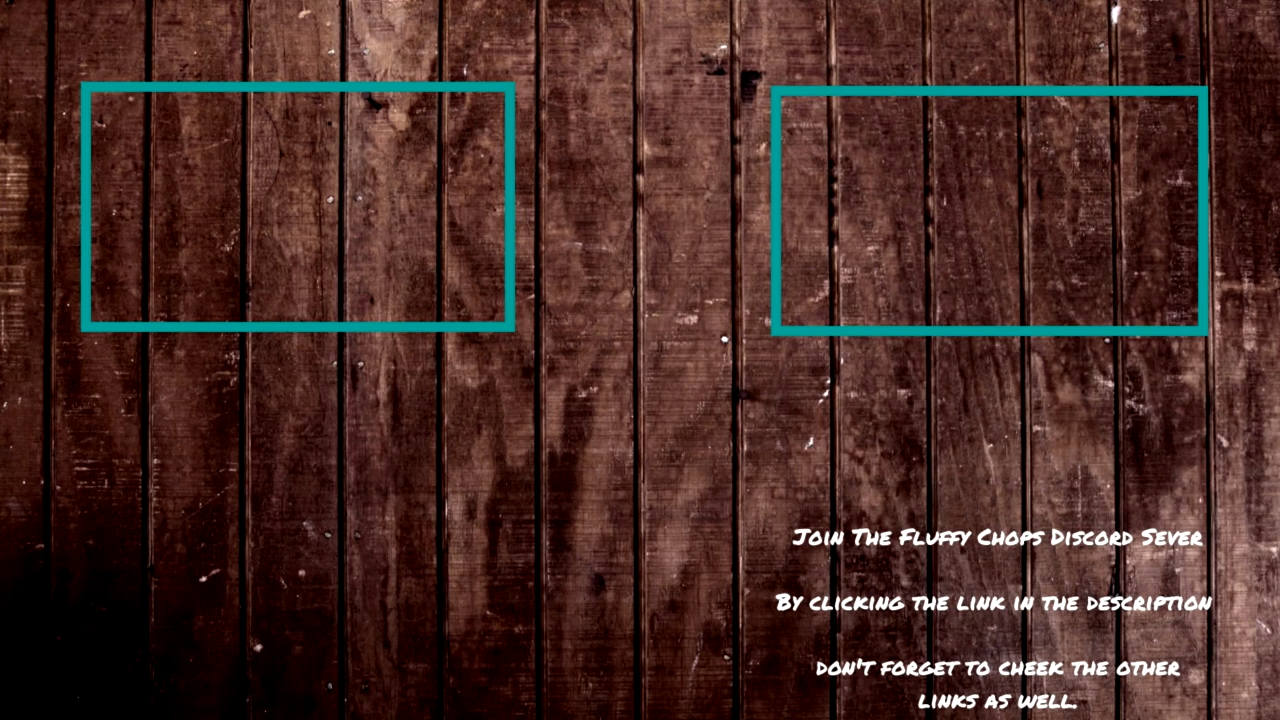 Join The Fluffy Chops Discord Sever
By clicking the link in the description
don't forget to cheek the other
links as well.